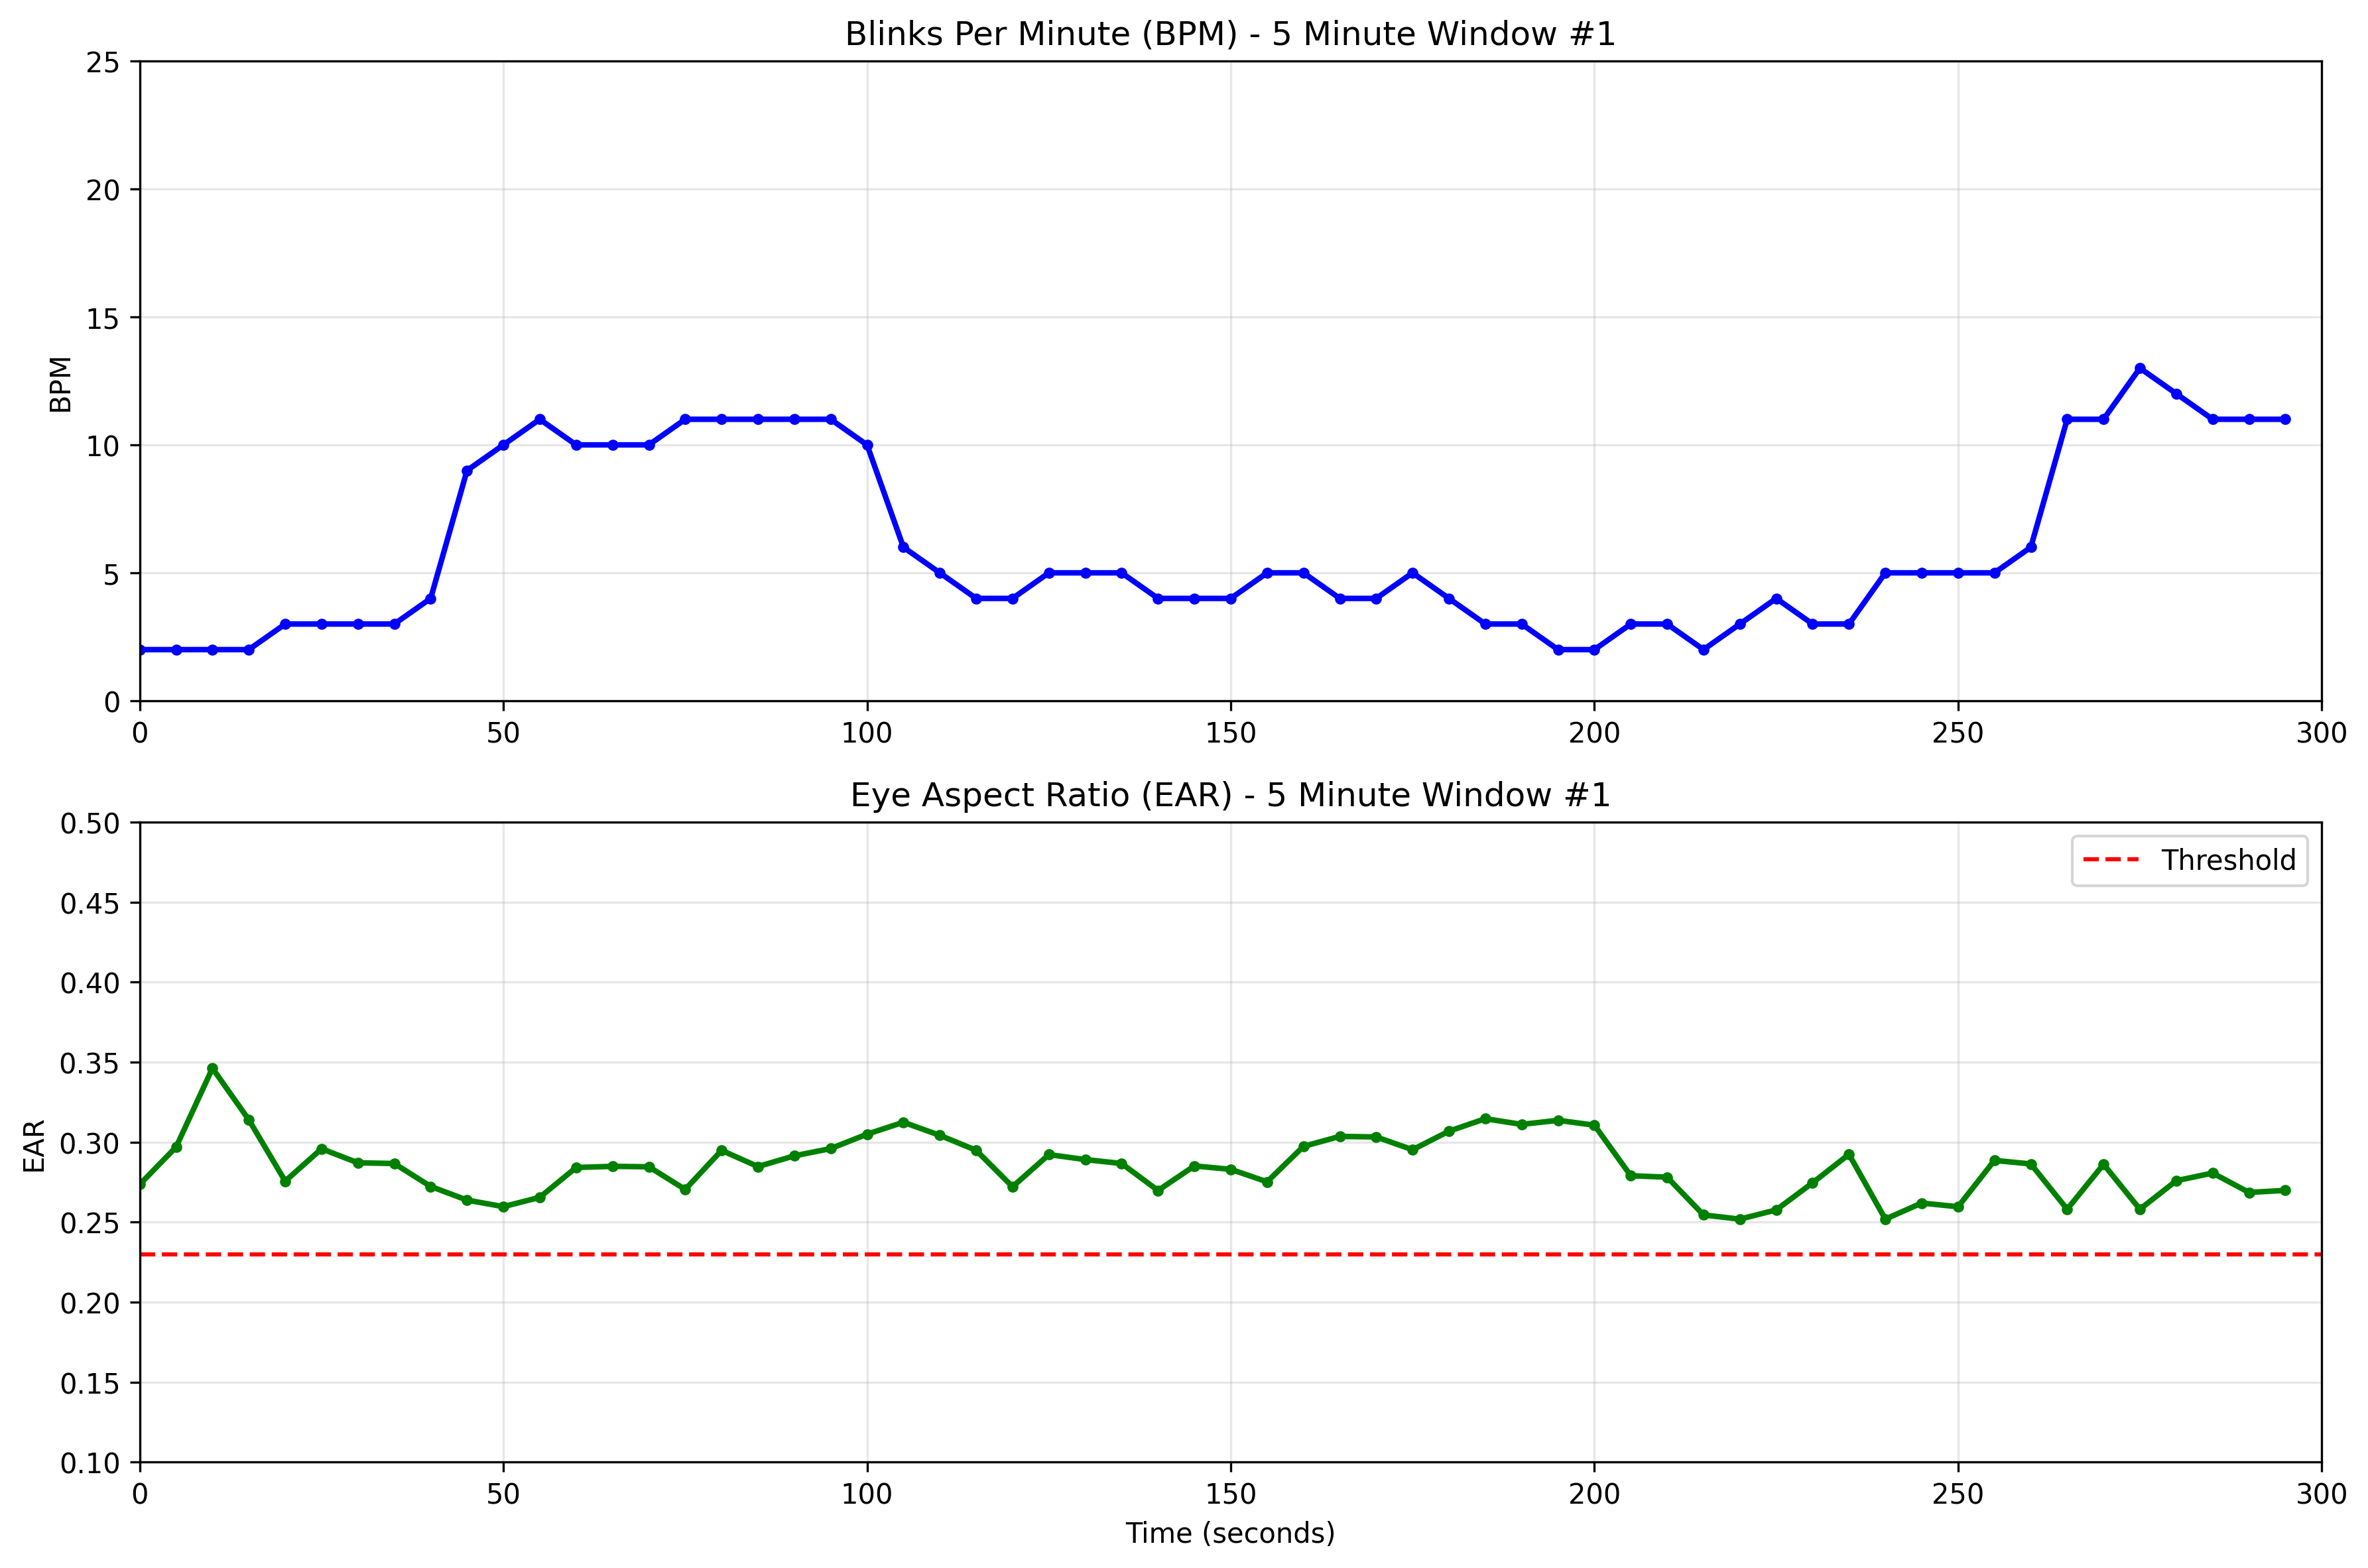 Blinks Per Minute (BPM) - 5 Minute Window #1
25
20
15
10
5
0
BPM
0 50 100 150 200 250 300
Eye Aspect Ratio (EAR) - 5 Minute Window #1
0.50
0.45
0.40
0.35
0.30
0.25
0.20
0.15
0.10
EAR
Threshold
0 50 100 150 200 250 300
Time (seconds)